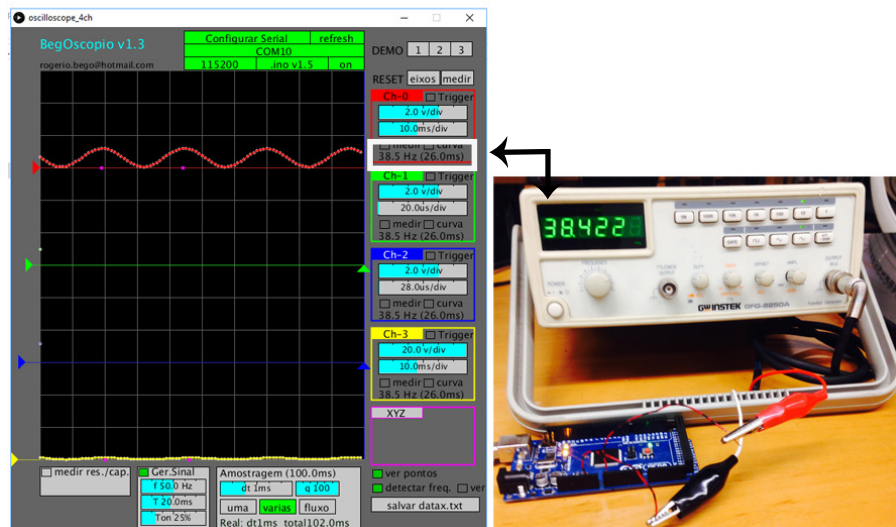 oscilloscope_4ch
BegOscopio v1.3
rogerio.bego@hotmail.com
Configurar Serial refresh
COM10
115200 .ino v1.5 on
DEMO 1 2 3
RESET eixos medir
Ch-0 Trigger
2.0 v/div
10.0ms/div
medir curva
38.5 Hz (26.0ms)
Ch-1 Trigger
2.0 v/div
20.0us/div
medir curva
38.5 Hz (26.0ms)
Ch-2 Trigger
2.0 v/div
28.0us/div
medir curva
38.5 Hz (26.0ms)
Ch-3 Trigger
20.0 v/div
10.0ms/div
medir curva
38.5 Hz (26.0ms)
XYZ
medir res./cap.
Ger.Sinal
f 50.0 Hz
T 20.0ms
Ton 25%
Amostragem (100.0ms)
dt 1ms q 100
uma varias fluxo
Real: dt1ms total102.0ms
ver pontos
detectar freq. ver
salvar datax.txt
38.422
FREQUENCY
POWER
GWINSTEK GFG-8250A